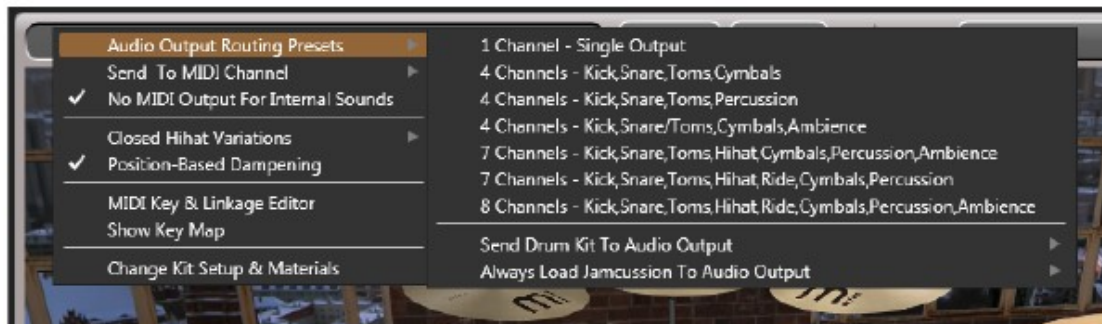 Audio Output Routing Presets
Send To MIDI Channel
No MIDI Output For Internal Sounds
Closed Hihat Variations
Position-Based Dampening
MIDI Key & Linkage Editor
Show Key Map
Change Kit Setup & Materials
1 Channel - Single Output
4 Channels - Kick,Snare,Toms,Cymbals
4 Channels - Kick,Snare,Toms,Percussion
4 Channels - Kick,Snare/Toms,Cymbals,Ambience
7 Channels - Kick,Snare,Toms,Hihat,Cymbals,Percussion,Ambience
7 Channels - Kick,Snare,Toms,Hihat,Ride,Cymbals,Percussion
8 Channels - Kick,Snare,Toms,Hihat,Ride,Cymbals,Percussion,Ambience
Send Drum Kit To Audio Output
Always Load Jamcussion To Audio Output